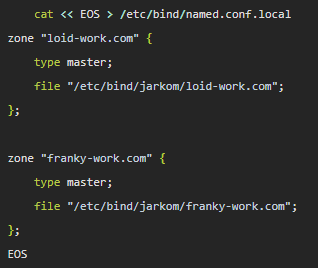 cat << EOS > /etc/bind/named.conf.local
zone "loid-work.com" {
type master;
file "/etc/bind/jarkom/loid-work.com";
};
zone "franky-work.com" {
type master;
file "/etc/bind/jarkom/franky-work.com";
};
EOS